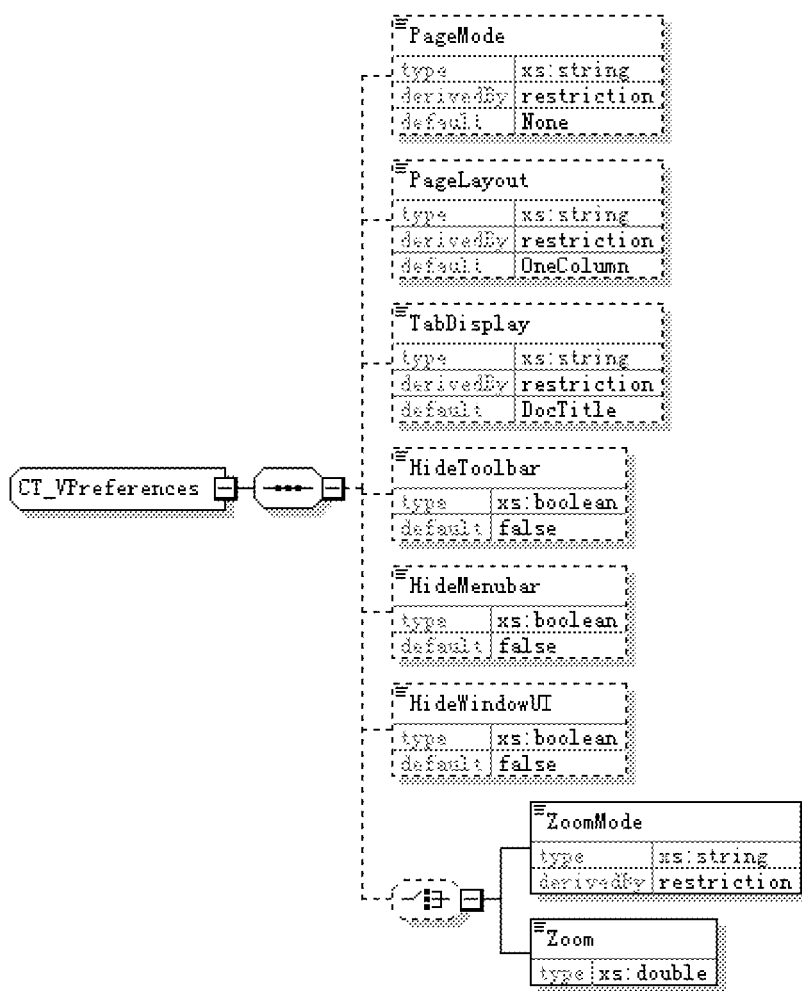 PageMode
type xs:string
derivedBy restriction
default None
PageLayout
type xs:string
derivedBy restriction
default OneColumn
TabDisplay
type xs:string
derivedBy restriction
default DocTitle
CT_VPreferences
HideToolbar
type xs:boolean
default false
HideMenubar
type xs:boolean
default false
HideWindowUI
type xs:boolean
default false
ZoomMode
type xs:string
derivedBy restriction
Zoom
type xs:double